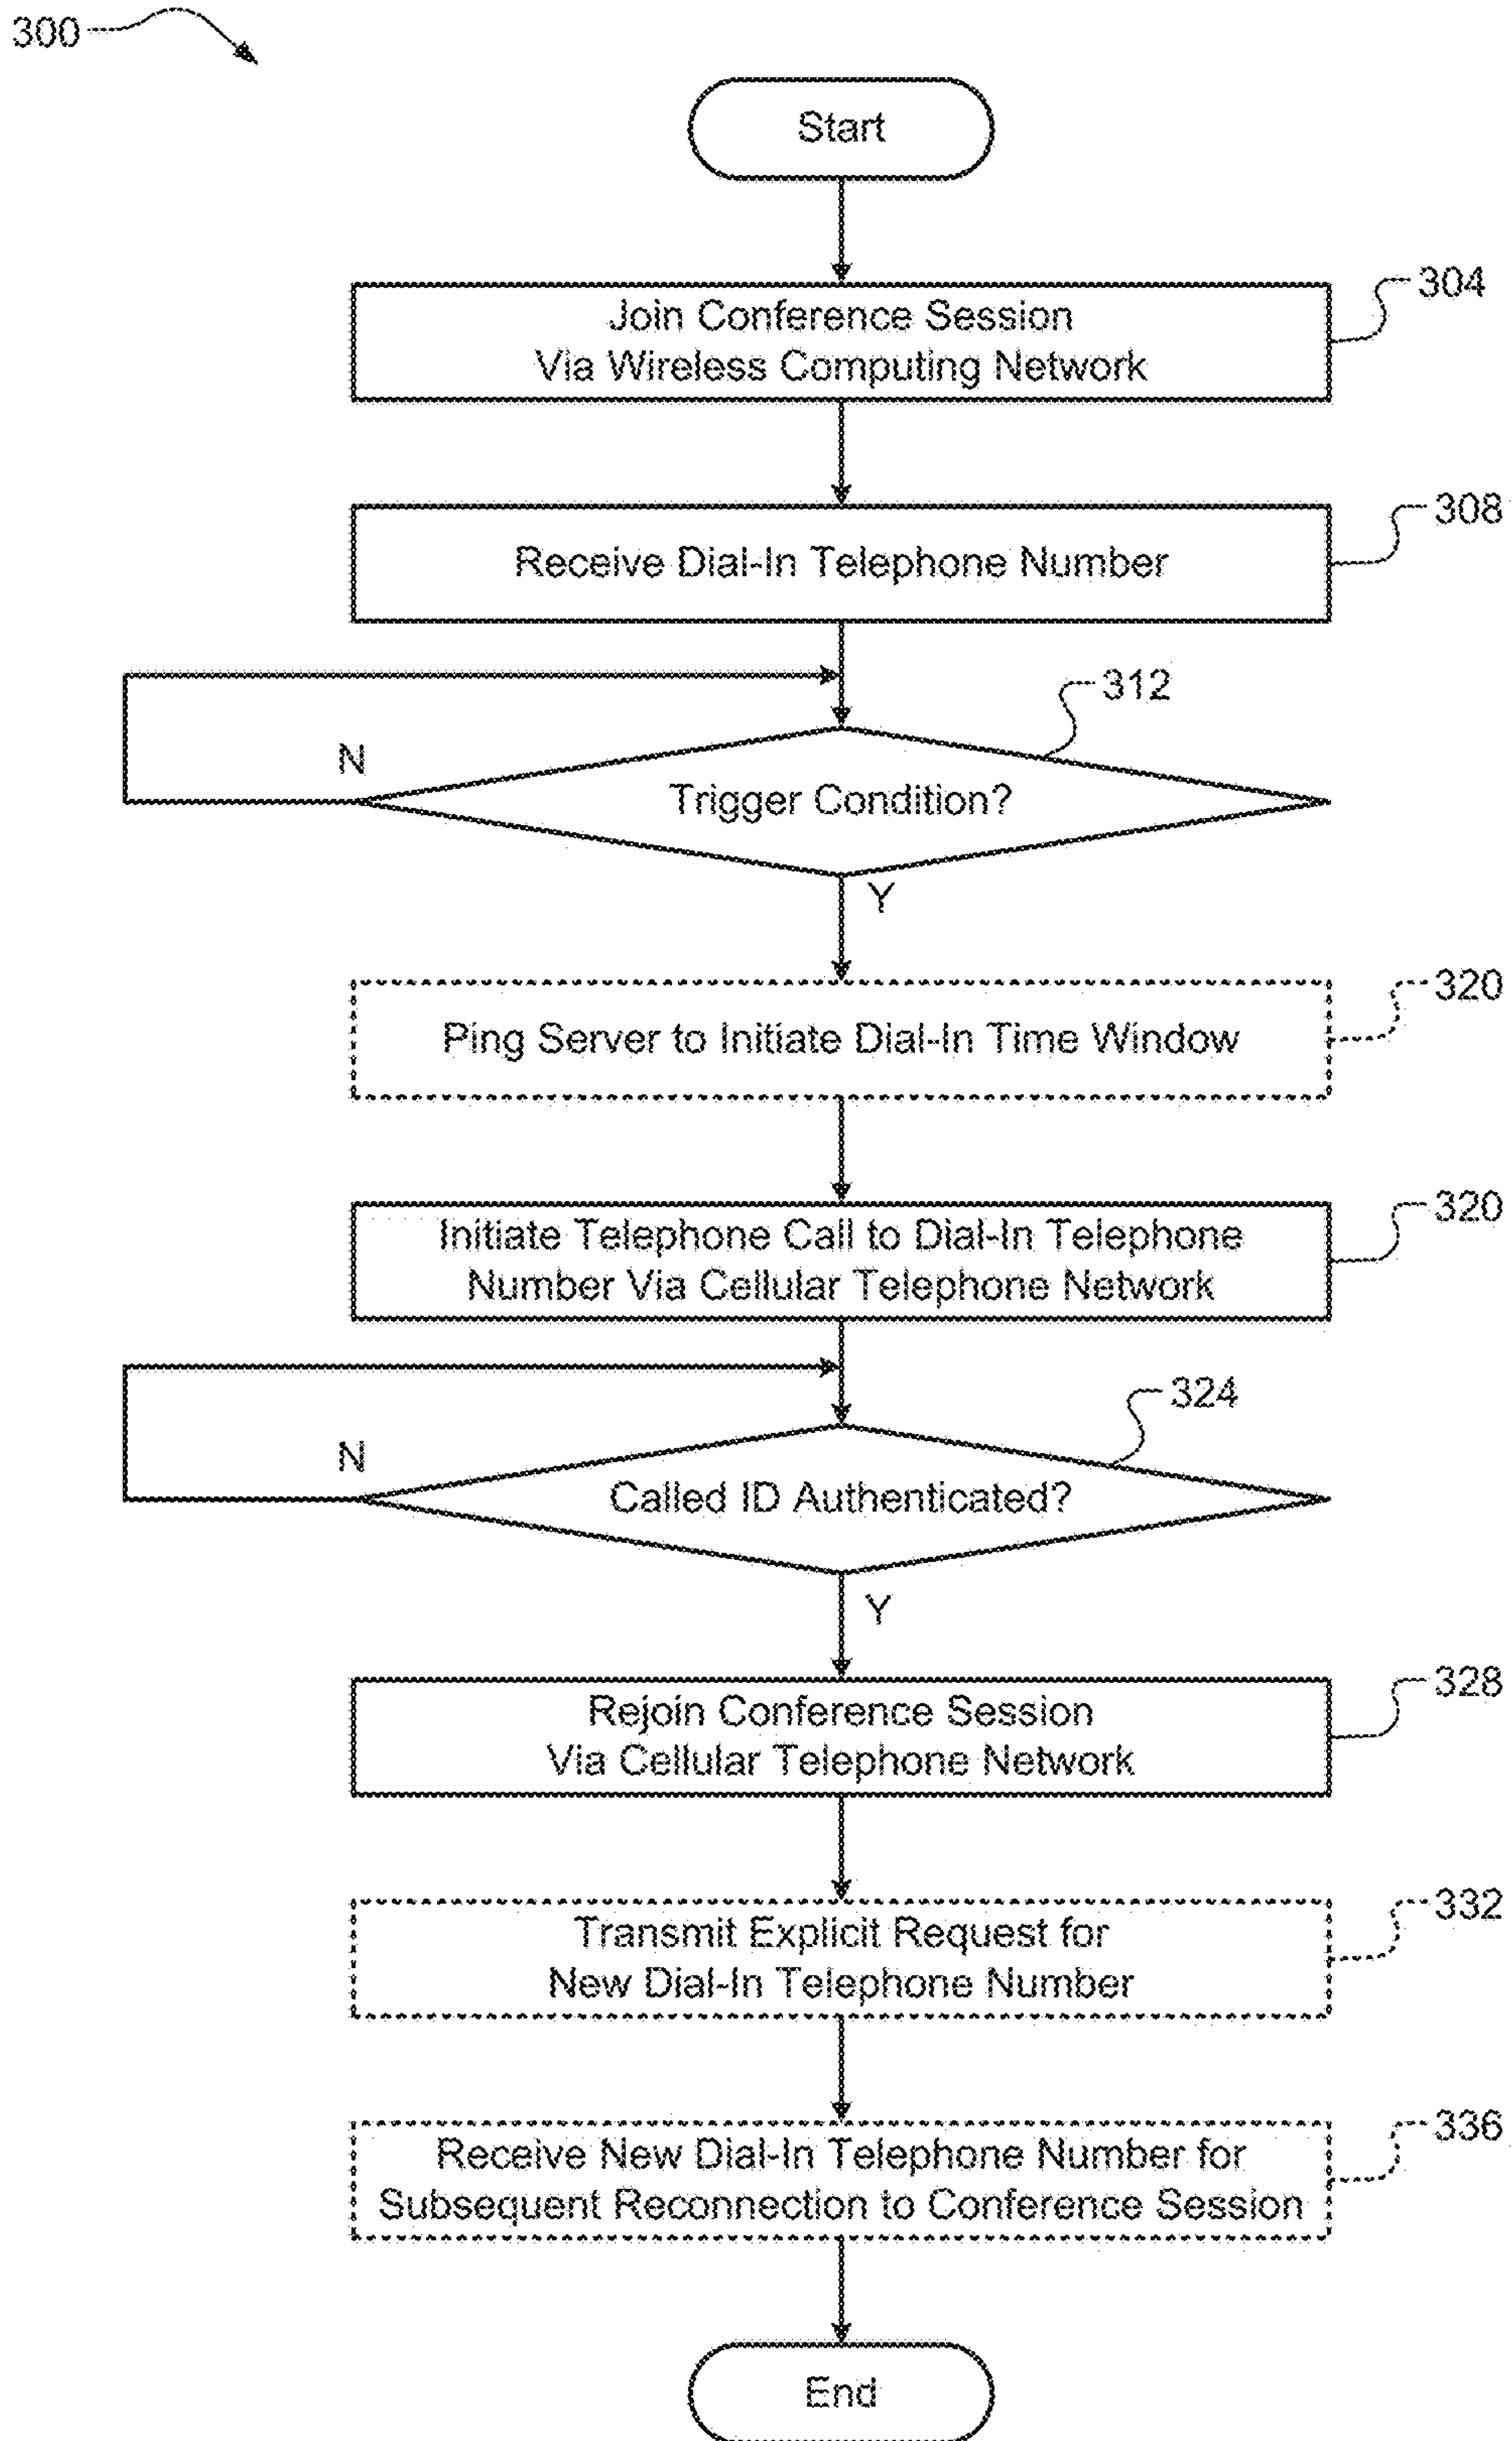 300
Start
304
Join Conference Session
Via Wireless Computing Network
308
Receive Dial-In Telephone Number
312
N
Trigger Condition?
Y
320
Ping Server to Initiate Dial-In Time Window
320
Initiate Telephone Call to Dial-In Telephone
Number Via Cellular Telephone Network
324
N
Called ID Authenticated?
Y
328
Rejoin Conference Session
Via Cellular Telephone Network
332
Transmit Explicit Request for
New Dial-In Telephone Number
336
Receive New Dial-In Telephone Number for
Subsequent Reconnection to Conference Session
End